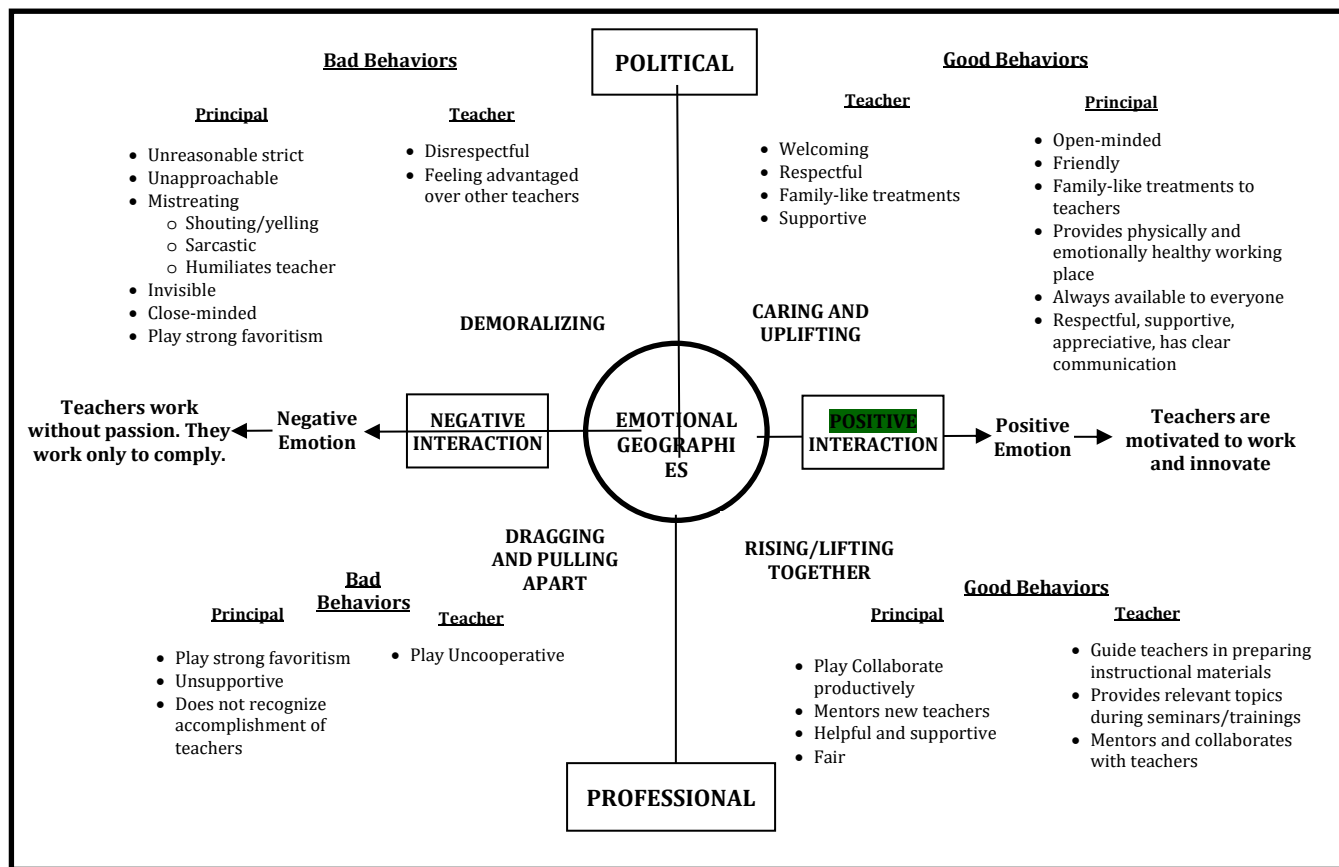 POLITICAL
Bad Behaviors
Principal
• Unreasonable strict
• Unapproachable
• Mistreating
o Shouting/yelling
o Sarcastic
o Humiliates teacher
• Invisible
• Close-minded
• Play strong favoritism
Teacher
• Disrespectful
• Feeling advantaged
over other teachers
DEMORALIZING
Good Behaviors
Teacher
• Welcoming
• Respectful
• Family-like treatments
• Supportive
Principal
• Open-minded
• Friendly
• Family-like treatments to
teachers
• Provides physically and
emotionally healthy working
place
• Always available to everyone
• Respectful, supportive,
appreciative, has clear
communication
CARING AND
UPLIFTING
Teachers work
without passion. They
work only to comply.
Negative
Emotion
NEGATIVE
INTERACTION
EMOTIONAL
GEOGRAPHI
ES
POSITIVE
INTERACTION
Positive
Emotion
Teachers are
motivated to work
and innovate
DRAGGING
AND PULLING
APART
Bad
Behaviors
Principal
• Play strong favoritism
• Unsupportive
• Does not recognize
accomplishment of
teachers
Teacher
• Play Uncooperative
RISING/LIFTING
TOGETHER
Good Behaviors
Principal
• Play Collaborate
productively
• Mentors new teachers
• Helpful and supportive
• Fair
Teacher
• Guide teachers in preparing
instructional materials
• Provides relevant topics
during seminars/trainings
• Mentors and collaborates
with teachers
PROFESSIONAL